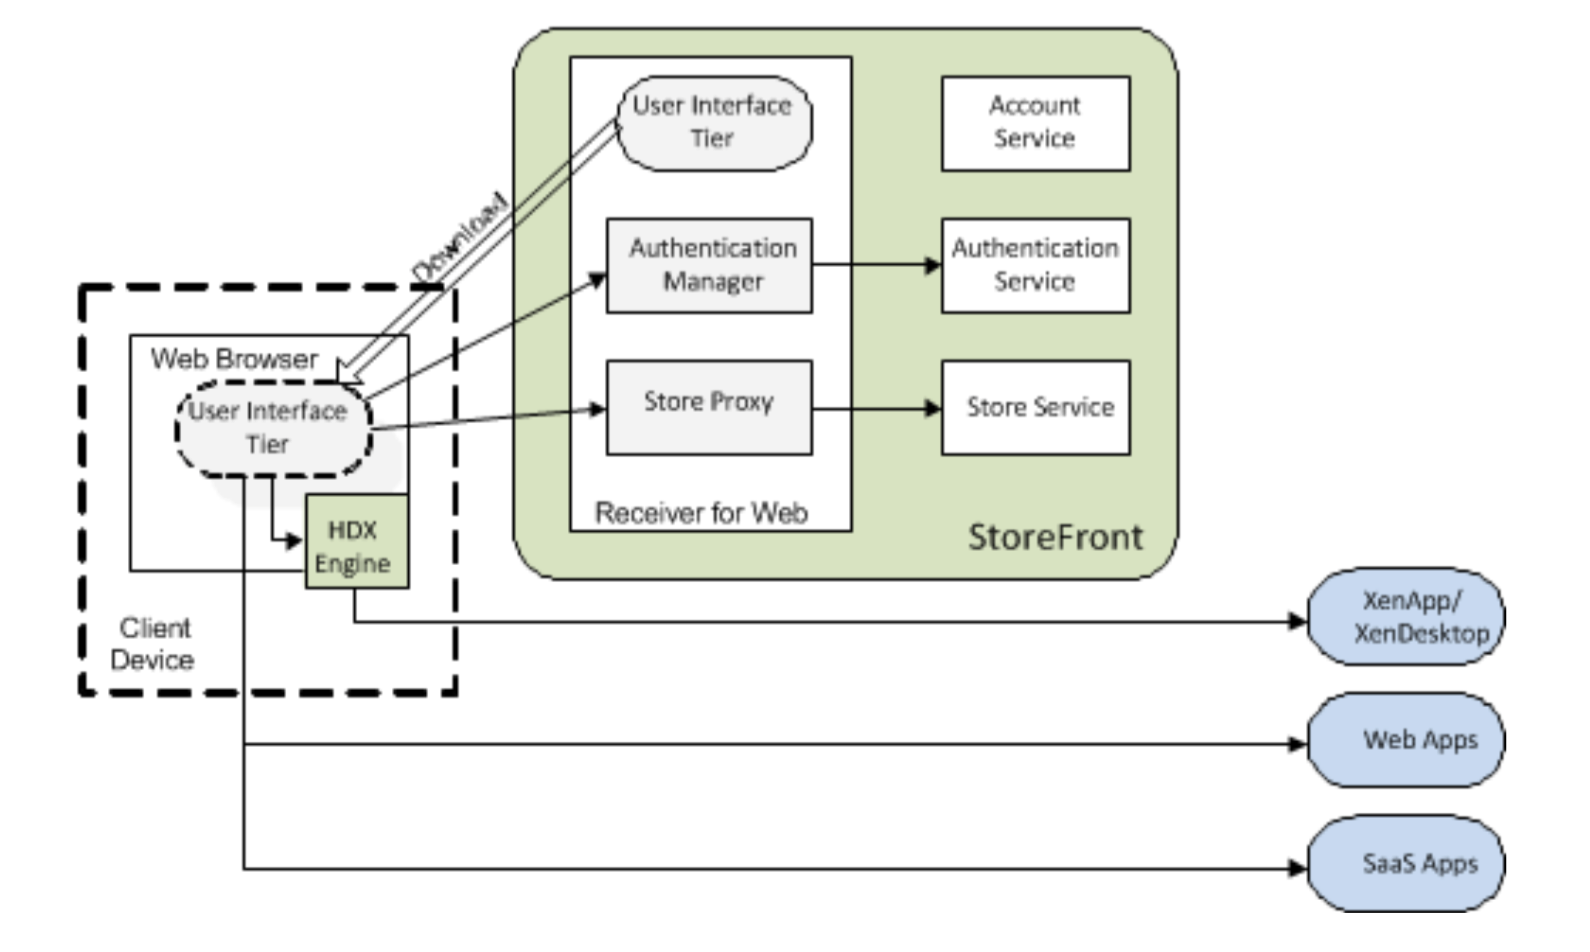 User Interface
Tier
Account
Service
Download
Authentication
Manager
Authentication
Service
Web Browser
User Interface
Tier
Store Proxy
Store Service
Receiver for Web
StoreFront
HDX
Engine
Client
Device
XenApp/
XenDesktop
Web Apps
SaaS Apps